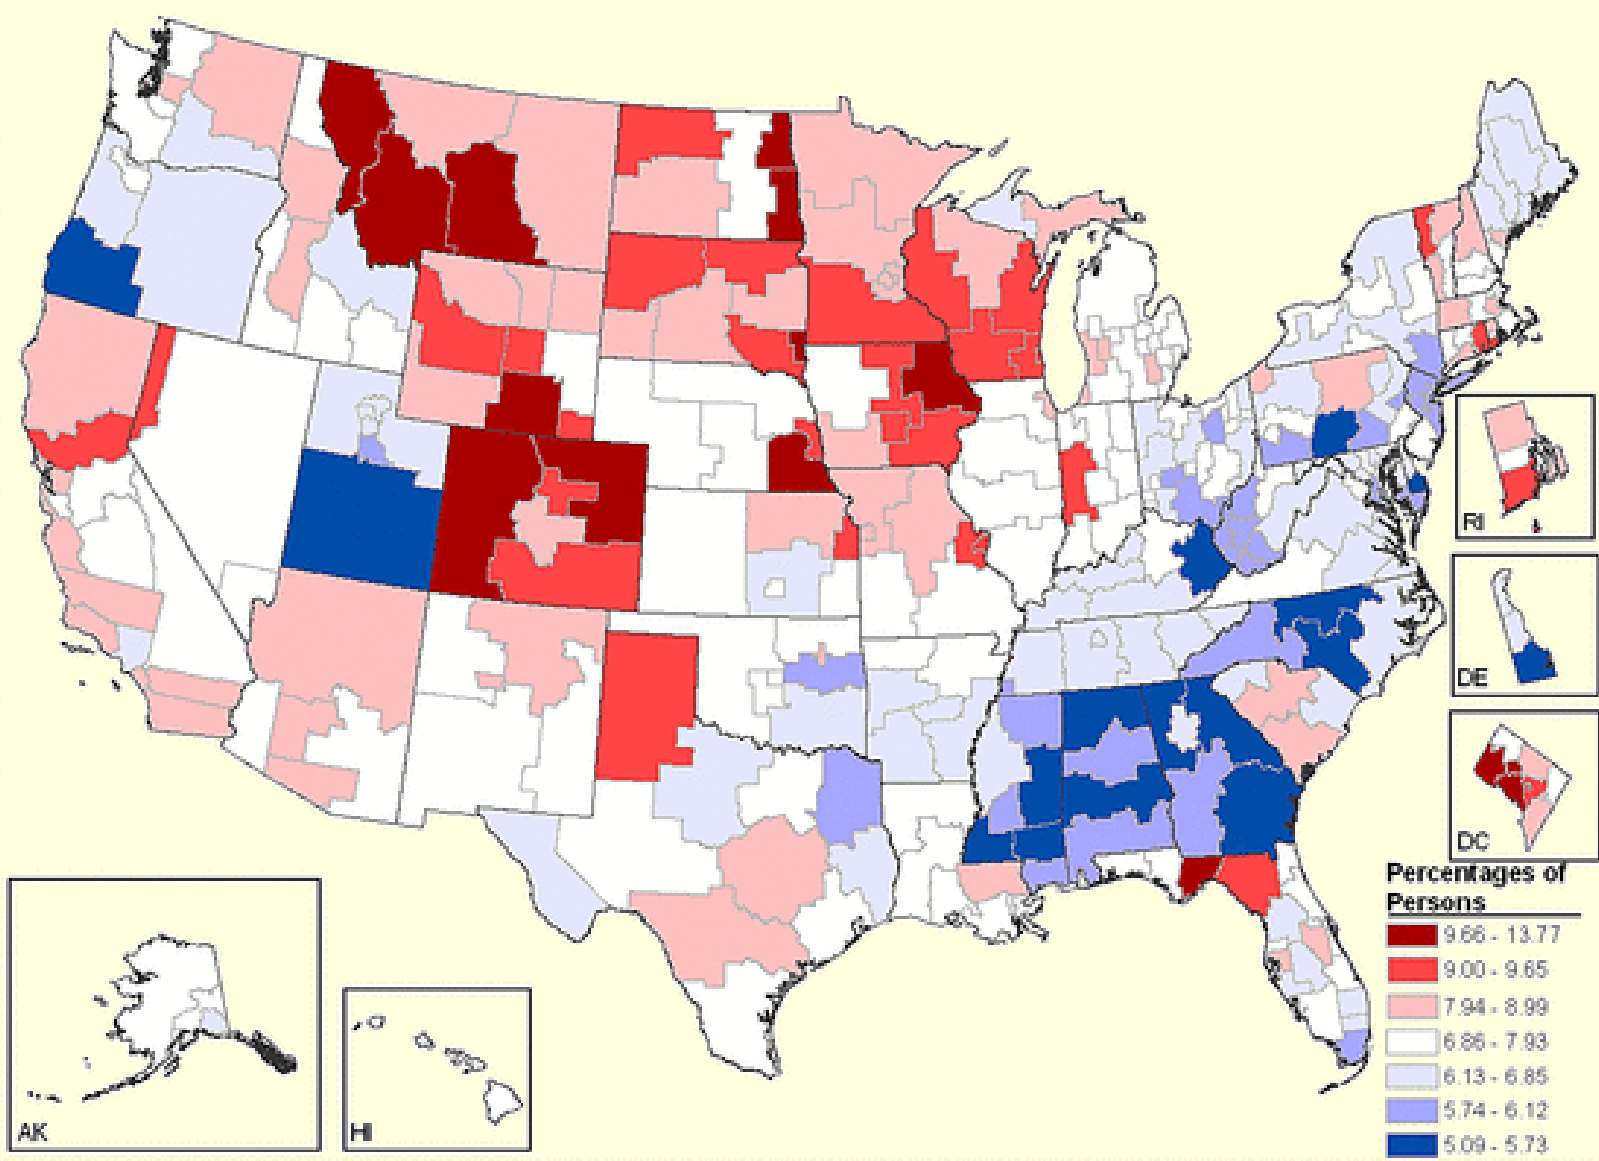 RI
DE
DC
Percentages of
Persons
9.66 - 13.77
9.00 - 9.65
7.94 - 8.99
6.86 - 7.93
6.13 - 6.85
5.74 - 6.12
5.09 - 5.73
AK
HI